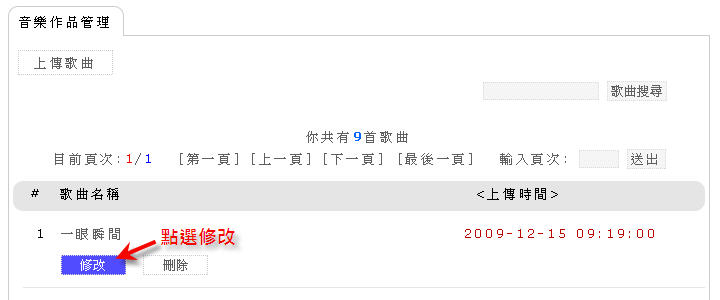 音樂作品管理
上傳歌曲
歌曲搜尋
你共有9首歌曲
目前頁次:1/1 [第一頁] [上一頁] [下一頁] [最後一頁] 輸入頁次: 送出
# 歌曲名稱 <上傳時間>
1 一眼瞬間 點選修改 2009-12-15 09:19:00
修改 刪除